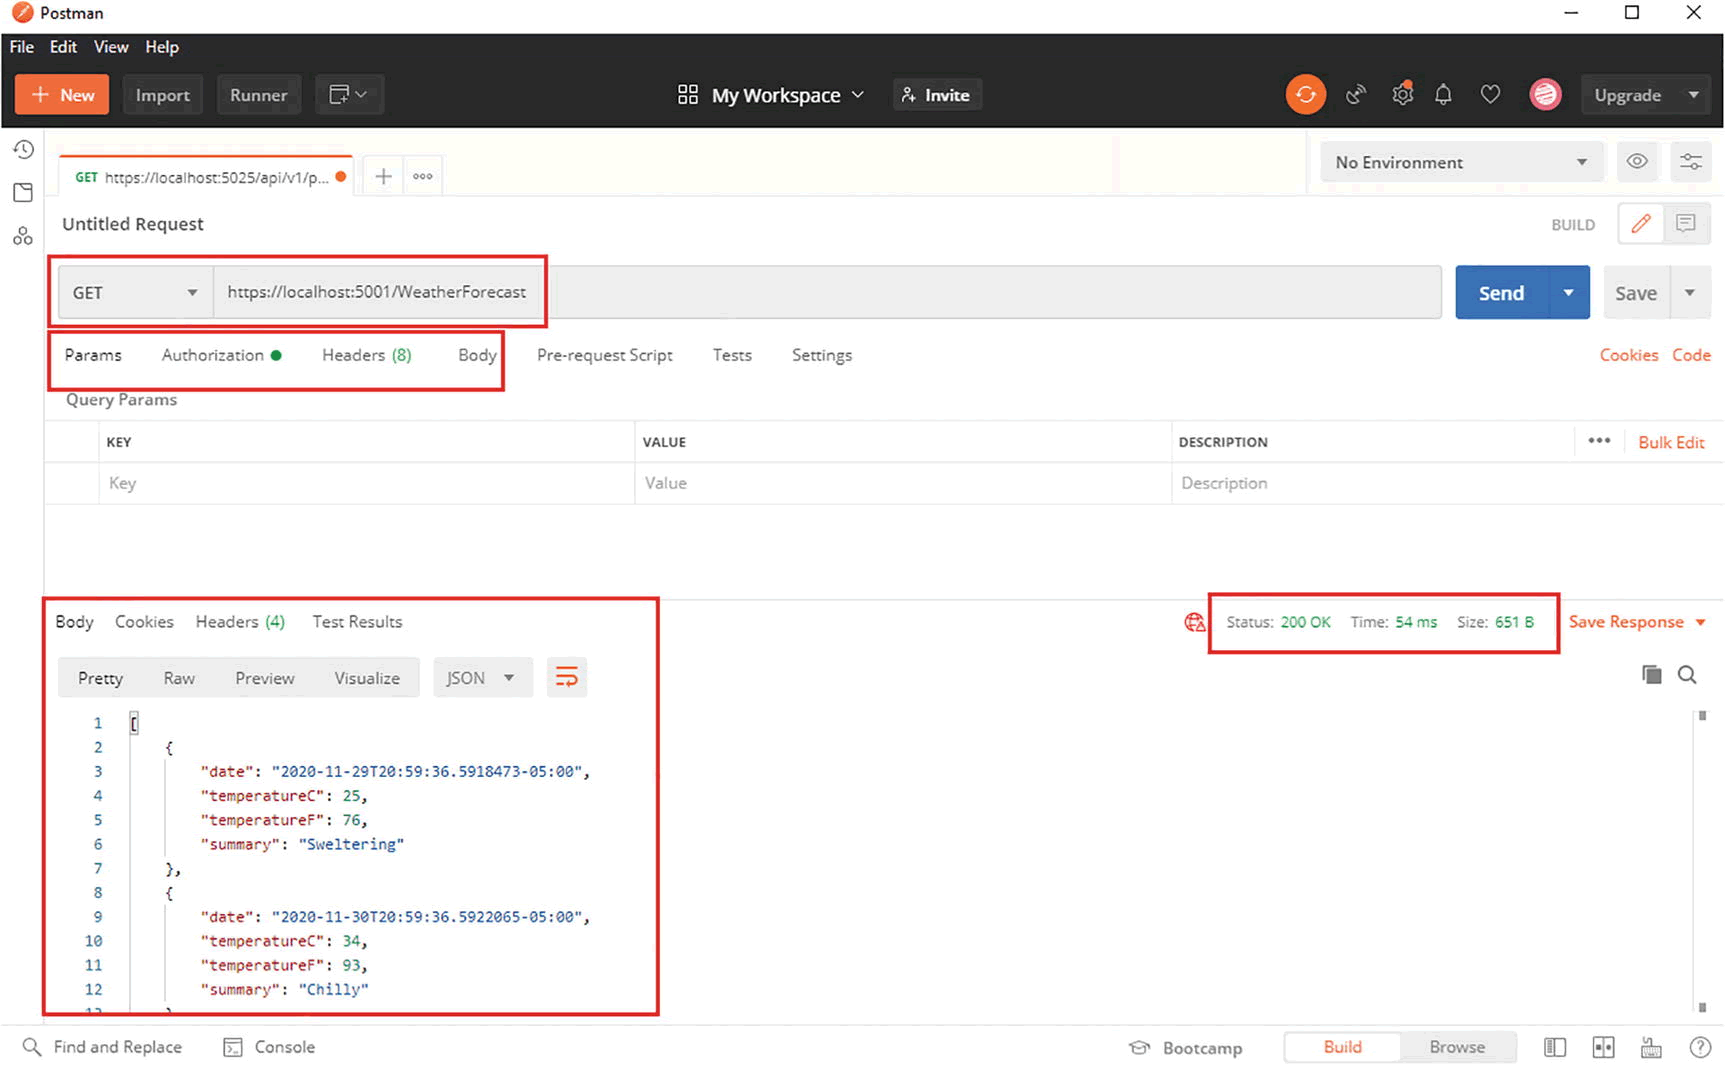 Postman
File Edit View Help
+ New Import Runner My Workspace Invite Upgrade
GET https://localhost:5025/api/v1/p... No Environment
Untitled Request BUILD
GET https://localhost:5001/WeatherForecast Send Save
Params Authorization Headers (8) Body Pre-request Script Tests Settings Cookies Code
Query Params
KEY VALUE DESCRIPTION ••• Bulk Edit
Key Value Description
Body Cookies Headers (4) Test Results Status: 200 OK Time: 54 ms Size: 651 B Save Response
Pretty Raw Preview Visualize JSON
1 [
2 {
3 "date": "2020-11-29T20:59:36.5918473-05:00",
4 "temperatureC": 25,
5 "temperatureF": 76,
6 "summary": "Sweltering"
7 },
8 {
9 "date": "2020-11-30T20:59:36.5922065-05:00",
10 "temperatureC": 34,
11 "temperatureF": 93,
12 "summary": "Chilly"
Find and Replace Console Bootcamp Build Browse